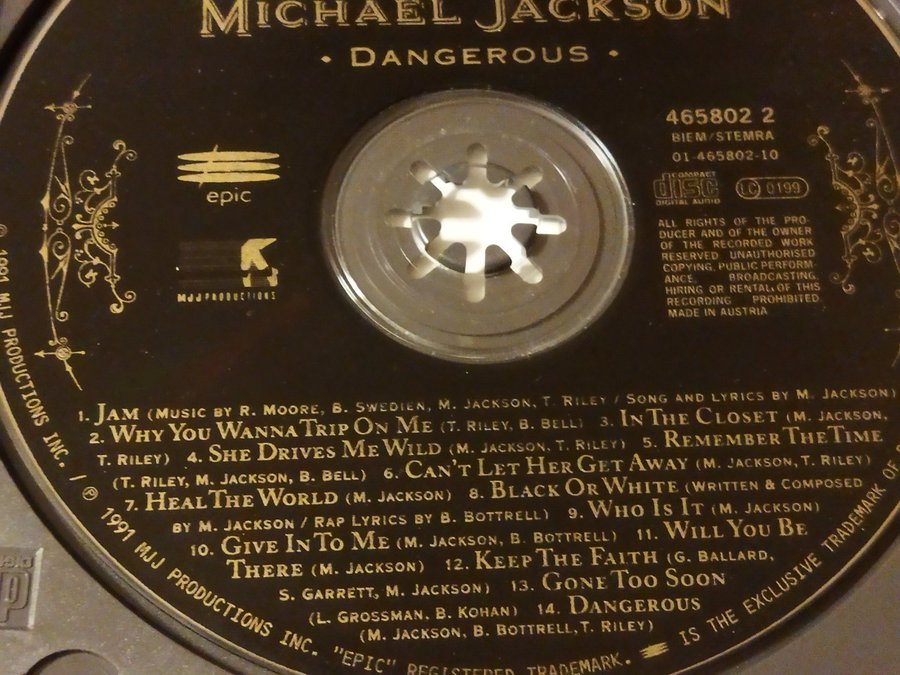 MICHAEL JACKSON
• DANGEROUS •
epic
MJJ PRODUCTIONS
465802 2
BIEM/STEMRA
01-465802-10
COMPACT
disc
DIGITAL AUDIO
LC 0199
ALL RIGHTS OF THE PRO-
DUCER AND OF THE OWNER
OF THE RECORDED WORK
RESERVED UNAUTHORISED
COPYING, PUBLIC PERFORM
ANCE, BROADCASTING,
HIRING OR RENTAL OF THIS
RECORDING PROHIBITED
MADE IN AUSTRIA
1. JAM (MUSIC BY R. MOORE, B. SWEDIEN, M. JACKSON, T. RILEY / SONG AND LYRICS BY M. JACKSON)
2. WHY YOU WANNA TRIP ON ME (T. RILEY, B. BELL) 3. IN THE CLOSET (M. JACKSON,
T. RILEY) 4. SHE DRIVES ME WILD (M. JACKSON, T. RILEY) 5. REMEMBER THE TIME
(T. RILEY, M. JACKSON, B. BELL) 6. CAN'T LET HER GET AWAY (M. JACKSON, T. RILEY)
7. HEAL THE WORLD (M. JACKSON) 8. BLACK OR WHITE (WRITTEN & COMPOSED
BY M. JACKSON / RAP LYRICS BY B. BOTTRELL) 9. WHO IS IT (M. JACKSON)
10. GIVE IN TO ME (M. JACKSON, B. BOTTRELL) 11. WILL YOU BE
THERE (M. JACKSON) 12. KEEP THE FAITH (G. BALLARD,
S. GARRETT, M. JACKSON) 13. GONE TOO SOON
(L. GROSSMAN, B. KOHAN) 14. DANGEROUS
(M. JACKSON, B. BOTTRELL, T. RILEY)
© 1991 MJJ PRODUCTIONS INC. / ℗ 1991 MJJ PRODUCTIONS INC. "EPIC" REGISTERED TRADEMARK. IS THE EXCLUSIVE TRADEMARK OF